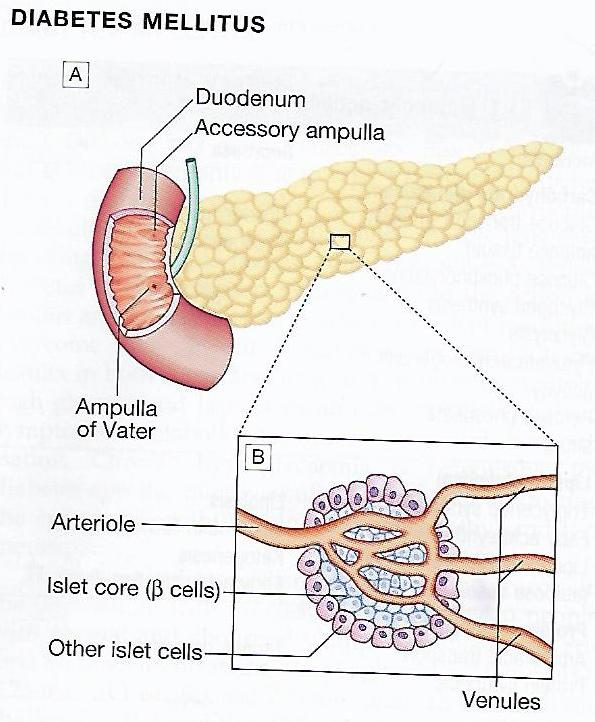 DIABETES MELLITUS
A
Duodenum
Accessory ampulla
Ampulla
of Vater
B
Arteriole
Islet core (β cells)
Other islet cells
Venules